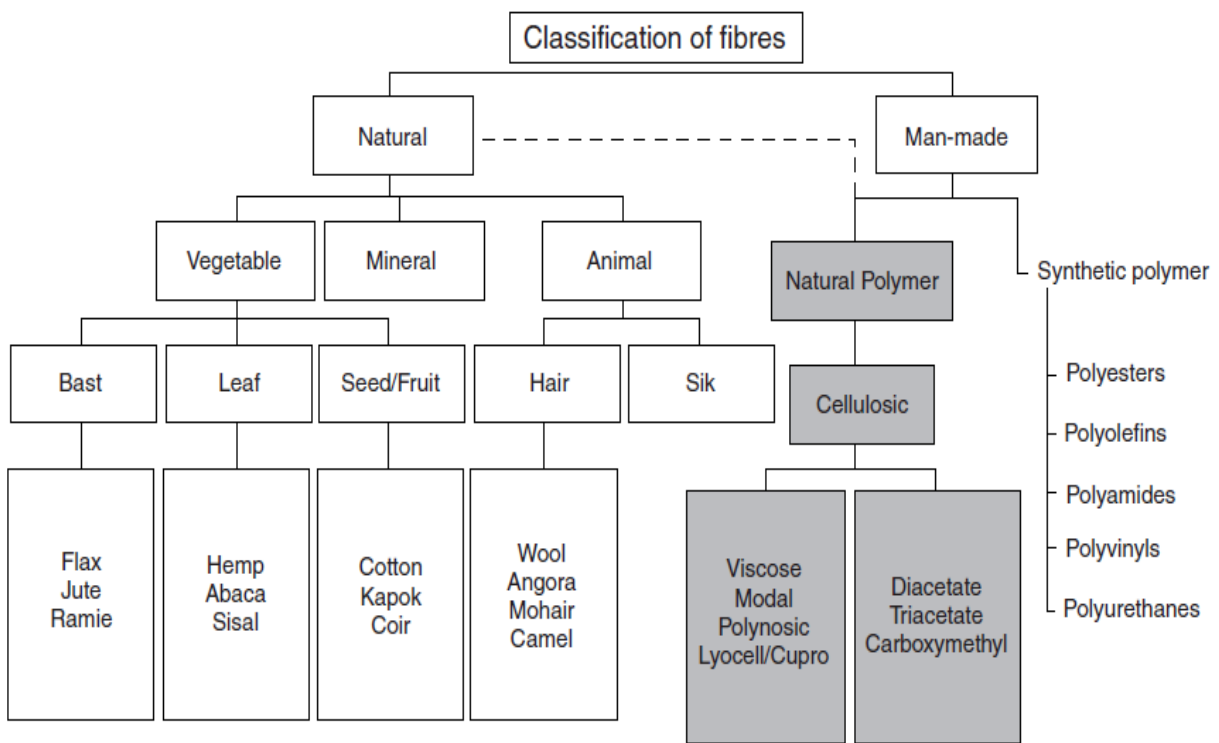 Classification of fibres
Natural
Man-made
Vegetable
Mineral
Animal
Natural Polymer
Synthetic polymer
Bast
Leaf
Seed/Fruit
Hair
Sik
Cellulosic
Polyesters
Polyolefins
Polyamides
Polyvinyls
Polyurethanes
Flax
Jute
Ramie
Hemp
Abaca
Sisal
Cotton
Kapok
Coir
Wool
Angora
Mohair
Camel
Viscose
Modal
Polynosic
Lyocell/Cupro
Diacetate
Triacetate
Carboxymethyl